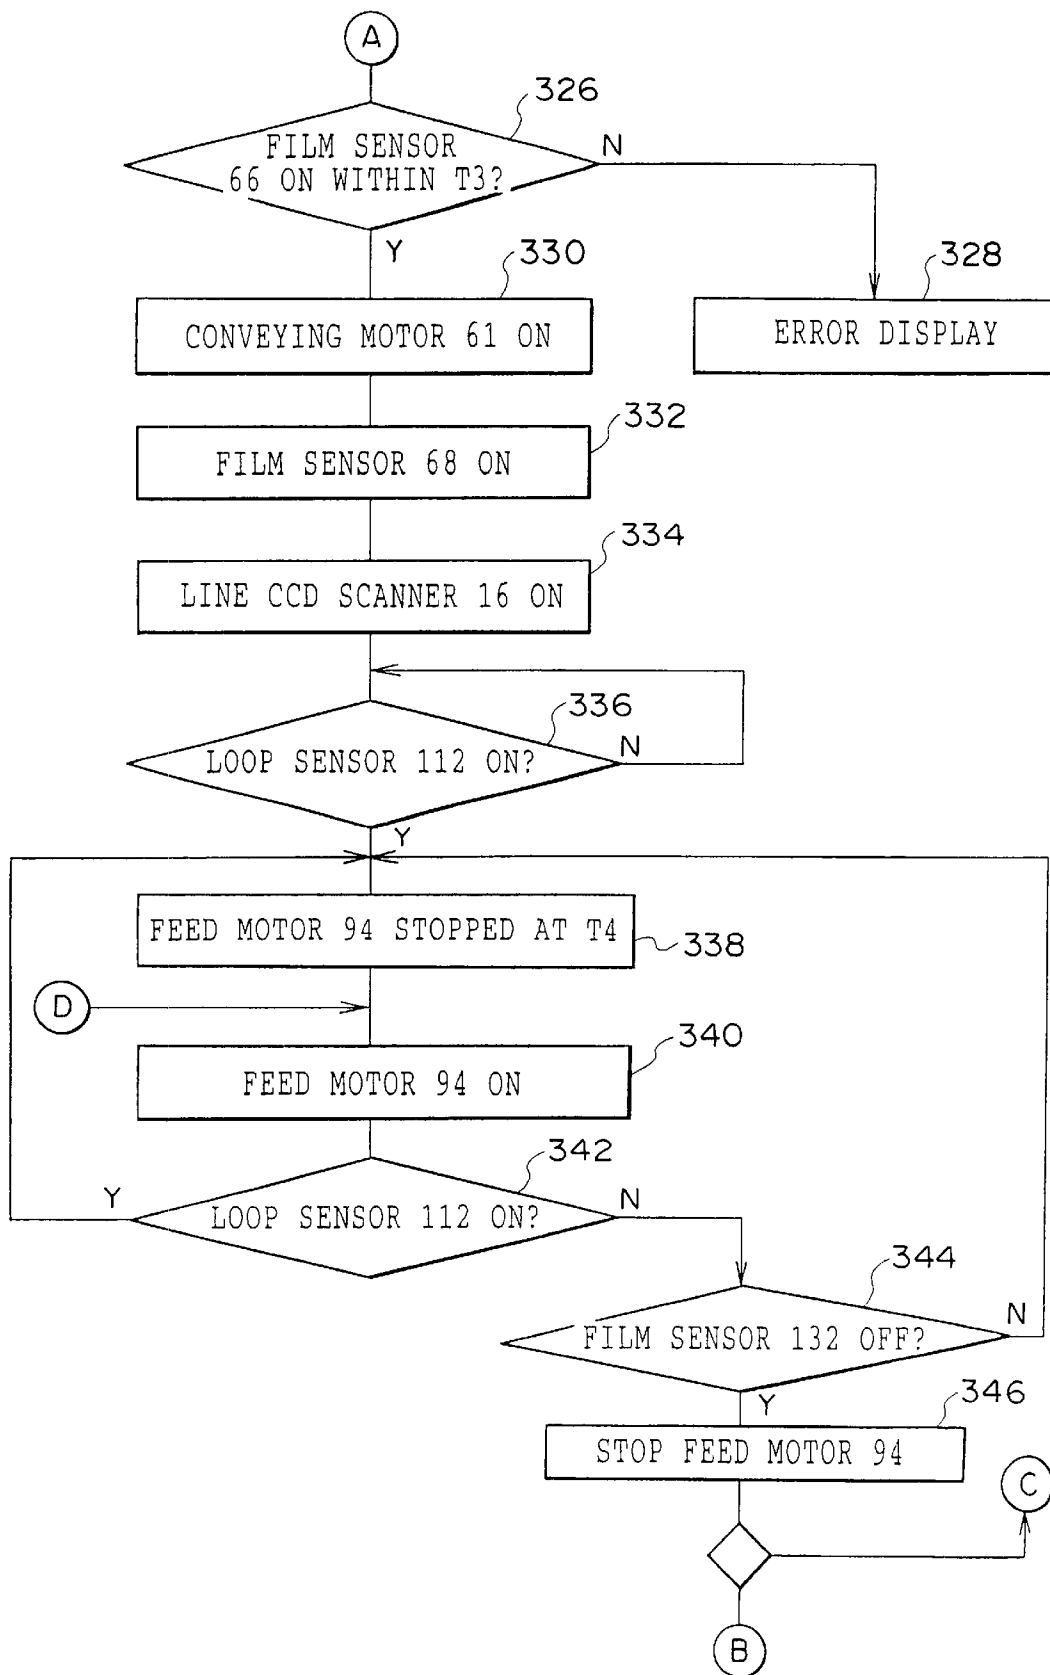 A
326
FILM SENSOR
66 ON WITHIN T3?
N
Y
330
328
CONVEYING MOTOR 61 ON
ERROR DISPLAY
332
FILM SENSOR 68 ON
334
LINE CCD SCANNER 16 ON
336
LOOP SENSOR 112 ON?
N
Y
FEED MOTOR 94 STOPPED AT T4
338
D
340
FEED MOTOR 94 ON
342
Y
LOOP SENSOR 112 ON?
N
344
FILM SENSOR 132 OFF?
N
Y
346
STOP FEED MOTOR 94
C
B